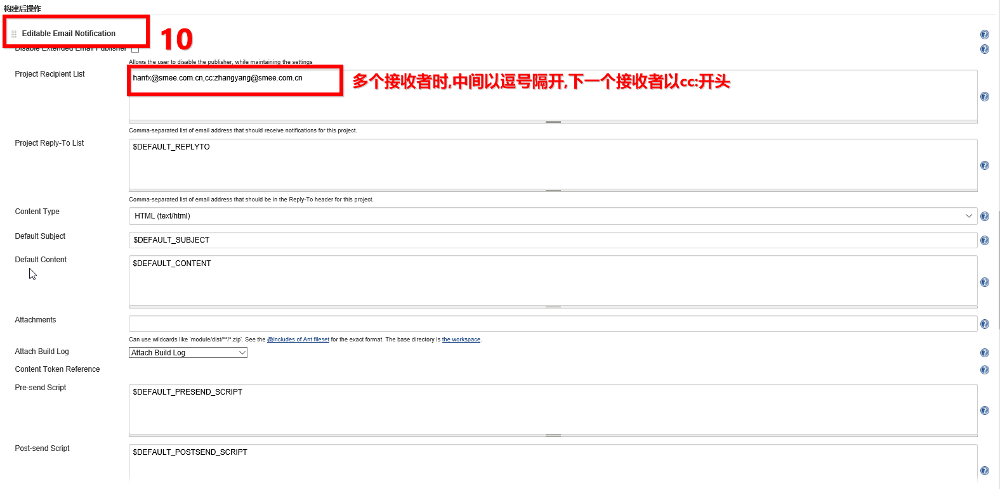 构建后操作
Editable Email Notification
10
Disable Extended Email Publisher
Allows the user to disable the publisher, while maintaining the settings
Project Recipient List
hanfx@smee.com.cn,cc:zhangyang@smee.com.cn
多个接收者时,中间以逗号隔开,下一个接收者以cc:开头
Comma-separated list of email address that should receive notifications for this project.
Project Reply-To List
$DEFAULT_REPLYTO
Comma-separated list of email address that should be in the Reply-To header for this project.
Content Type
HTML (text/html)
Default Subject
$DEFAULT_SUBJECT
Default Content
$DEFAULT_CONTENT
Attachments
Can use wildcards like 'module/dist/**/*.zip'. See the @includes of Ant fileset for the exact format. The base directory is the workspace.
Attach Build Log
Attach Build Log
Content Token Reference
Pre-send Script
$DEFAULT_PRESEND_SCRIPT
Post-send Script
$DEFAULT_POSTSEND_SCRIPT